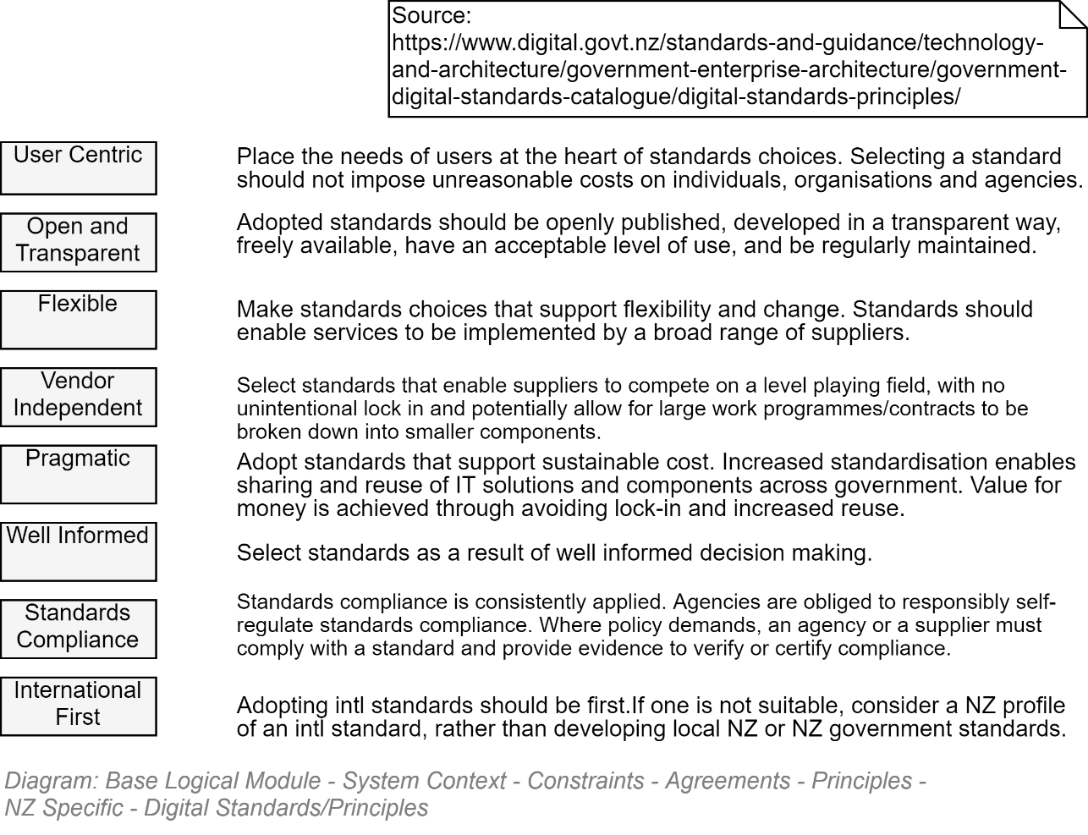 Source:
https://www.digital.govt.nz/standards-and-guidance/technology-
and-architecture/government-enterprise-architecture/government-
digital-standards-catalogue/digital-standards-principles/
User Centric
Place the needs of users at the heart of standards choices. Selecting a standard
should not impose unreasonable costs on individuals, organisations and agencies.
Open and
Transparent
Adopted standards should be openly published, developed in a transparent way,
freely available, have an acceptable level of use, and be regularly maintained.
Flexible
Make standards choices that support flexibility and change. Standards should
enable services to be implemented by a broad range of suppliers.
Vendor
Independent
Select standards that enable suppliers to compete on a level playing field, with no
unintentional lock in and potentially allow for large work programmes/contracts to be
broken down into smaller components.
Pragmatic
Adopt standards that support sustainable cost. Increased standardisation enables
sharing and reuse of IT solutions and components across government. Value for
money is achieved through avoiding lock-in and increased reuse.
Well Informed
Select standards as a result of well informed decision making.
Standards
Compliance
Standards compliance is consistently applied. Agencies are obliged to responsibly self-
regulate standards compliance. Where policy demands, an agency or a supplier must
comply with a standard and provide evidence to verify or certify compliance.
International
First
Adopting intl standards should be first.If one is not suitable, consider a NZ profile
of an intl standard, rather than developing local NZ or NZ government standards.
Diagram: Base Logical Module - System Context - Constraints - Agreements - Principles -
NZ Specific - Digital Standards/Principles